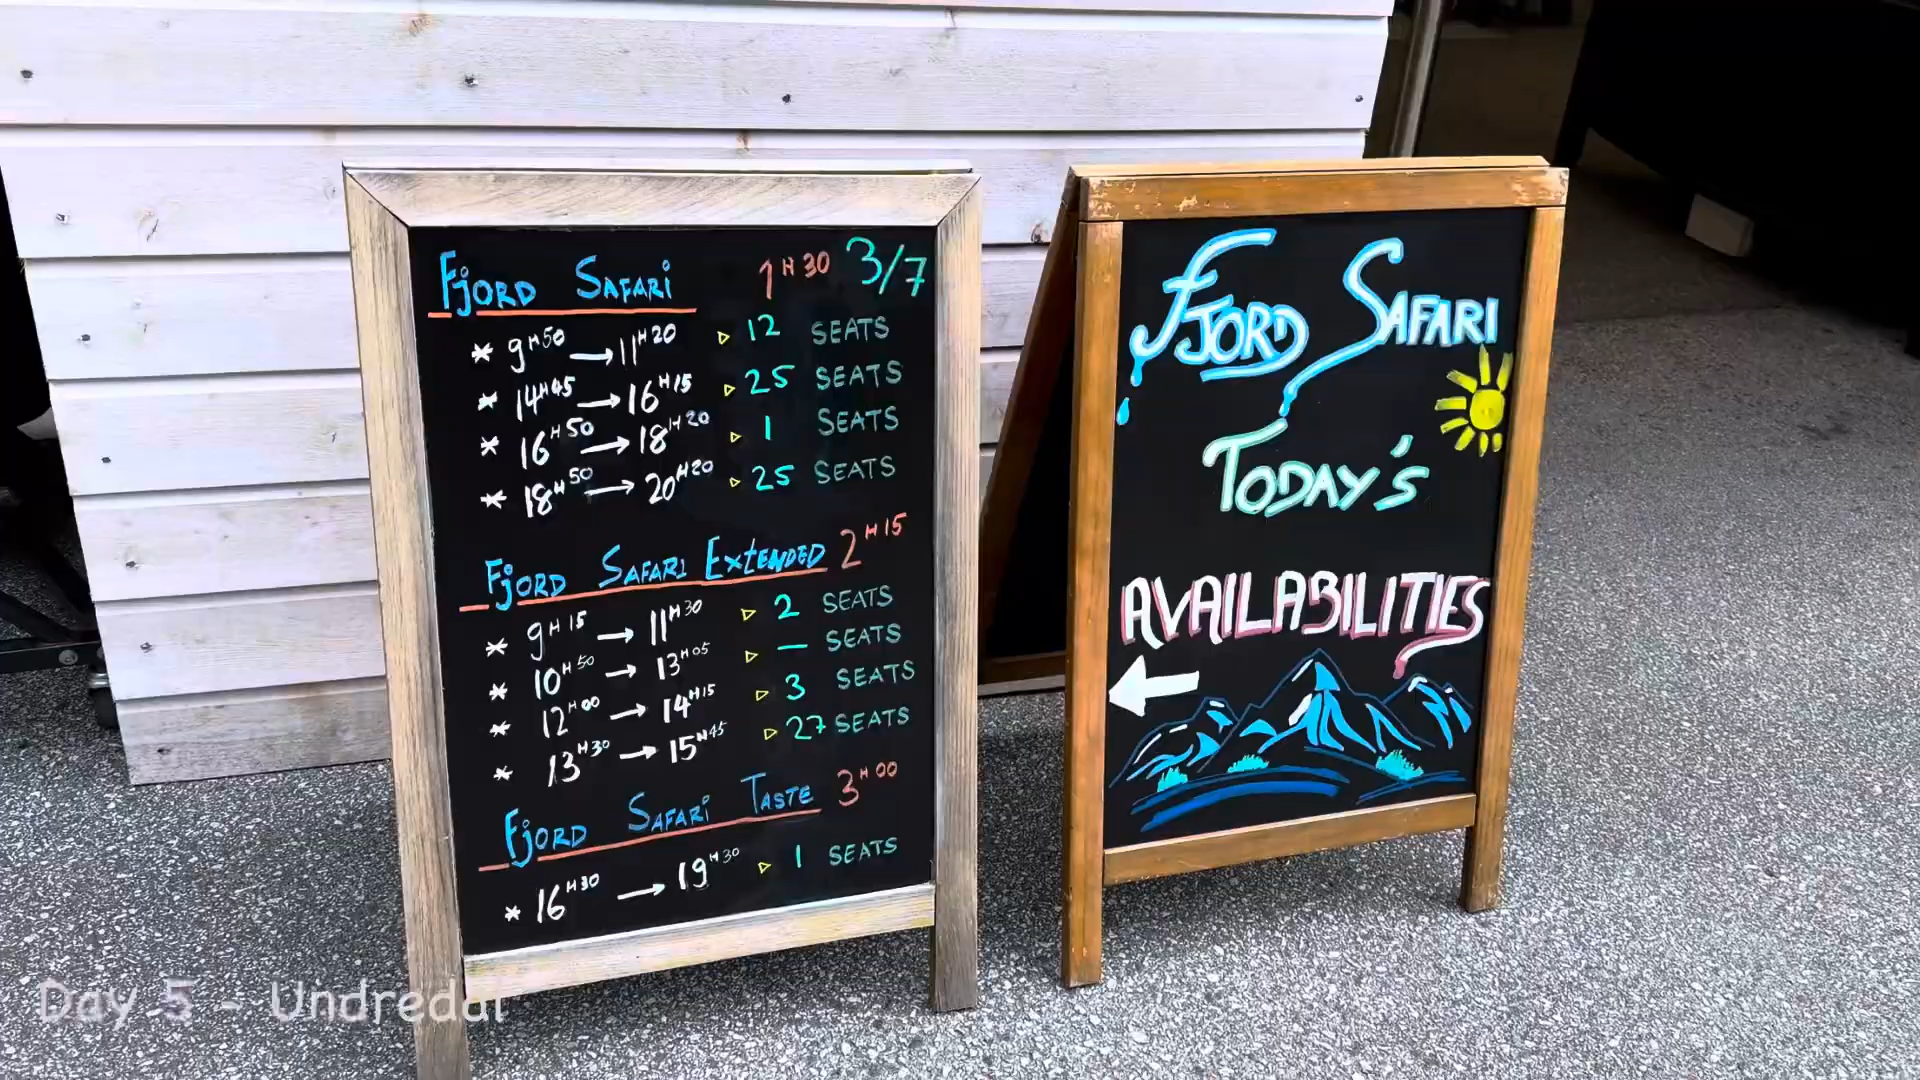 Fjord Safari 1H30 3/7
* 9H50 → 11H20 ▷ 12 SEATS
* 14H45 → 16H15 ▷ 25 SEATS
* 16H50 → 18H20 ▷ 1 SEATS
* 18H50 → 20H20 ▷ 25 SEATS
Fjord Safari Extended 2H15
* 9H15 → 11H30 ▷ 2 SEATS
* 10H50 → 13H05 ▷ — SEATS
* 12H00 → 14H15 ▷ 3 SEATS
* 13H30 → 15H45 ▷ 27 SEATS
Fjord Safari Taste 3H00
* 16H30 → 19H30 ▷ 1 SEATS
Fjord Safari
Today's
AVAILABILITIES
Day 5 - Undredal